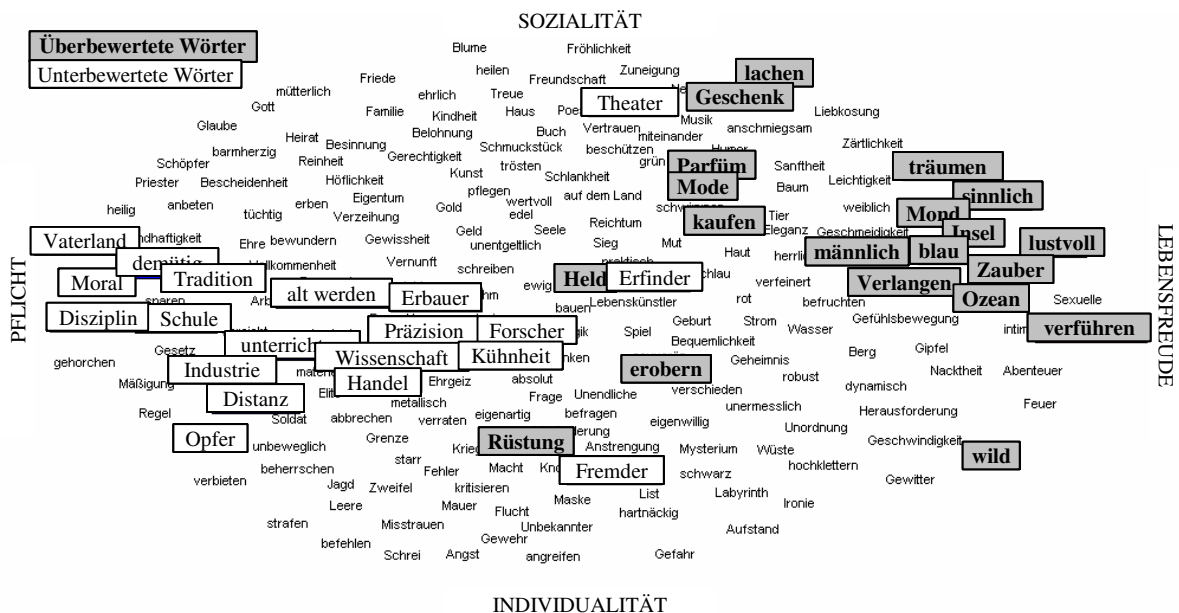 SOZIALITÄT
Überbewertete Wörter
Unterbewertete Wörter
Blume
Fröhlichkeit
heilen
Freundschaft
Zuneigung
lachen
Friede
mütterlich
ehrlich
Treue
Theater
Geschenk
Gott
Familie
Kindheit
Haus
Musik
Liebkosung
Glaube
Heirat
Besinnung
Belohnung
Buch
Vertrauen
miteinander
anschmiegsam
barmherzig
Reinheit
Gerechtigkeit
Schmuckstück
beschützen
Zärtlichkeit
Schöpfer
Höflichkeit
Kunst
trösten
Schlankheit
grün
Parfüm
Sanftheit
träumen
Priester
Bescheidenheit
pflegen
auf dem Land
Mode
Baum
Leichtigkeit
heilig
anbeten
tüchtig
erben
Eigentum
Verzeihung
Gold
wertvoll
edel
Reichtum
kaufen
Tier
weiblich
Mond
sinnlich
Vaterland
Ehre
bewundern
Gewissheit
Geld
unentgeltlich
Seele
Sieg
Mut
Haut
Geschmeidigkeit
Insel
demütig
Vernunft
schreiben
männlich
blau
lustvoll
Moral
Tradition
alt werden
Erbauer
ewig
Held
Erfinder
verfeinert
Verlangen
Zauber
bauen
Lebenskünstler
rot
befruchten
Ozean
Sexuelle
Disziplin
Schule
Präzision
Forscher
Spiel
Geburt
Strom
Wasser
Gefühlsbewegung
verführen
gehorchen
Gesetz
Wissenschaft
Kühnheit
Bequemlichkeit
Geheimnis
Berg
Gipfel
Mäßigung
Industrie
Handel
Ehrgeiz
absolut
erobern
verschieden
robust
dynamisch
Nacktheit
Abenteuer
Regel
Distanz
Soldat
abbrechen
metallisch
verraten
eigenartig
Frage
Unendliche
befragen
eigenwillig
unermesslich
Unordnung
Herausforderung
Feuer
Opfer
unbeweglich
Grenze
Rüstung
Anstrengung
Mysterium
Wüste
Geschwindigkeit
wild
verbieten
beherrschen
starr
Fehler
Macht
Fremder
schwarz
hochklettern
Gewitter
Jagd
Zweifel
kritisieren
Leere
Mauer
Flucht
Maske
List
hartnäckig
Labyrinth
Ironie
strafen
Misstrauen
Gewehr
Unbekannter
Aufstand
befehlen
Schrei
Angst
angreifen
Gefahr
INDIVIDUALITÄT
PFLICHT
LEBENSFREUDE